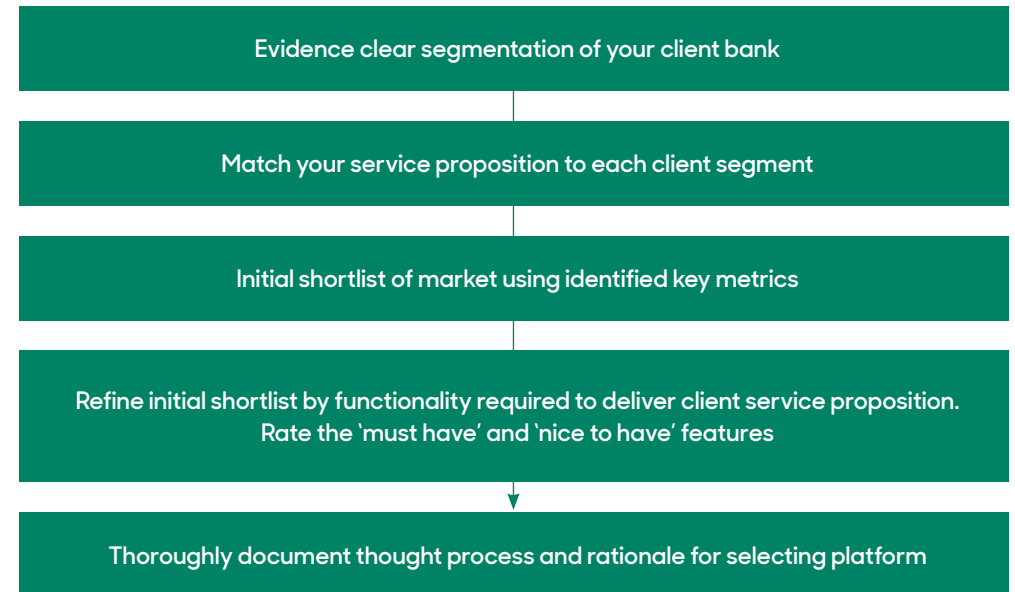 Evidence clear segmentation of your client bank
Match your service proposition to each client segment
Initial shortlist of market using identified key metrics
Refine initial shortlist by functionality required to deliver client service proposition.
Rate the ‘must have’ and ‘nice to have’ features
Thoroughly document thought process and rationale for selecting platform